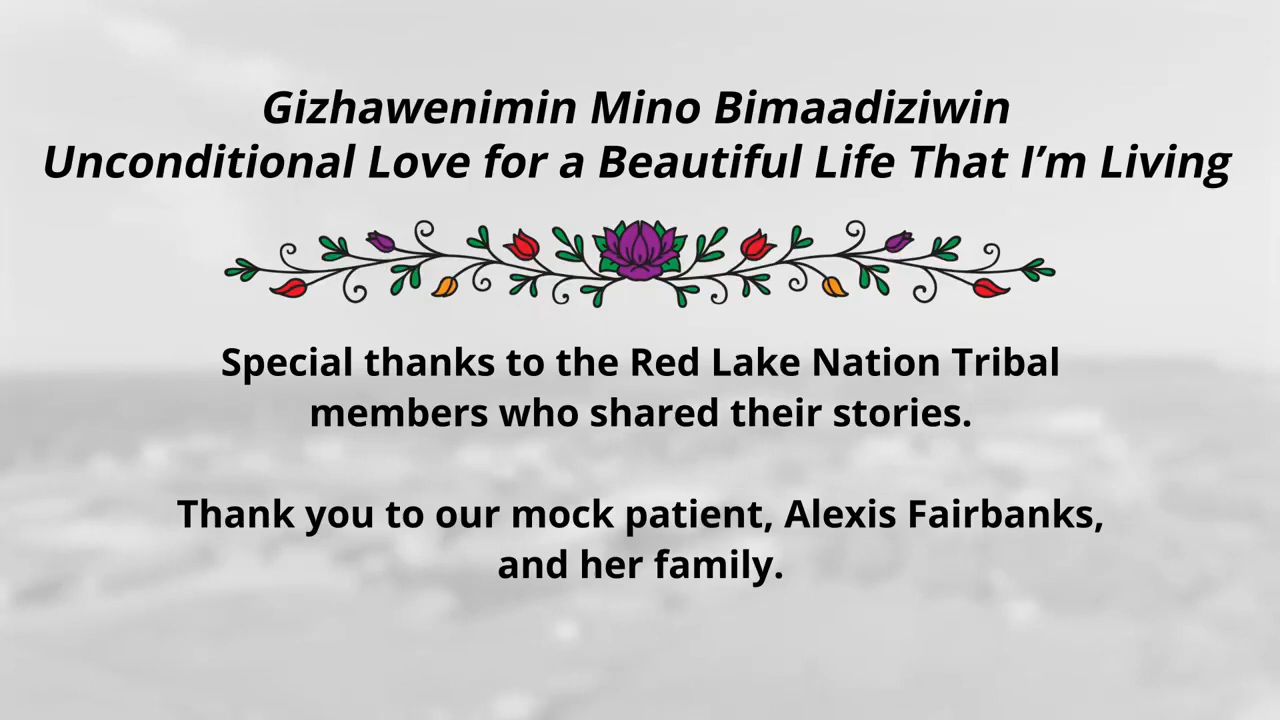 Gizhawenimin Mino Bimaadiziwin
Unconditional Love for a Beautiful Life That I’m Living
Special thanks to the Red Lake Nation Tribal
members who shared their stories.
Thank you to our mock patient, Alexis Fairbanks,
and her family.